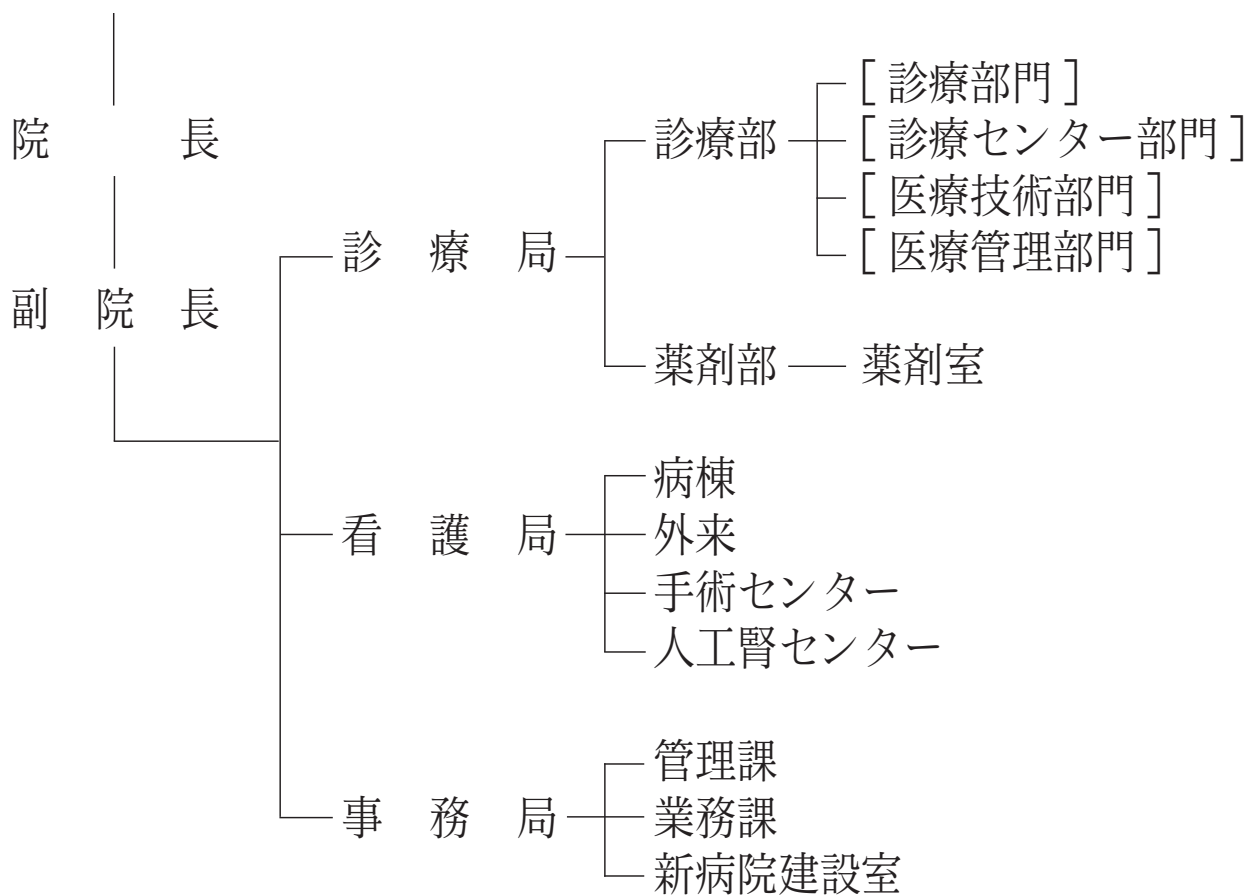 院長
副院長
診療局
診療部
[診療部門]
[診療センター部門]
[医療技術部門]
[医療管理部門]
薬剤部
薬剤室
看護局
病棟
外来
手術センター
人工腎センター
事務局
管理課
業務課
新病院建設室